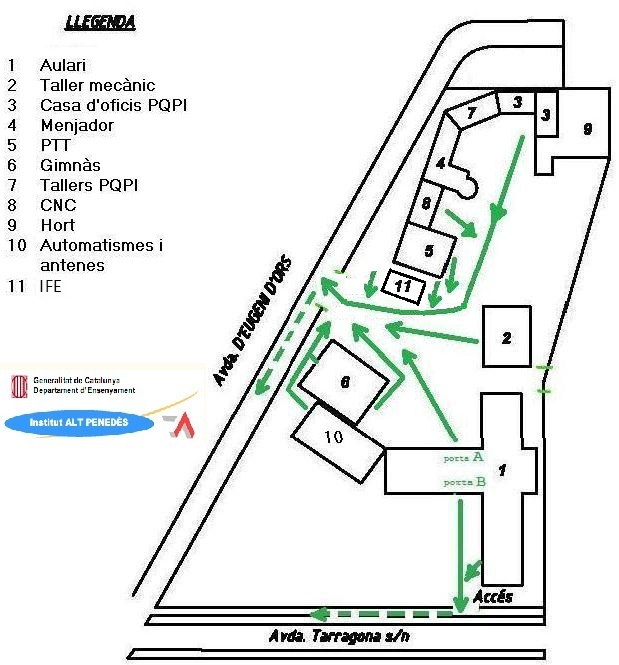 LLEGENDA
1 Aulari
2 Taller mecànic
3 Casa d'oficis PQPI
4 Menjador
5 PTT
6 Gimnàs
7 Tallers PQPI
8 CNC
9 Hort
10 Automatismes i
antenes
11 IFE
7
3
3
9
4
8
5
11
2
6
10
1
Avda. D'EUGENI D'ORS
Generalitat de Catalunya
Departament d'Ensenyament
Institut ALT PENEDÈS
porta A
porta B
Accés
Avda. Tarragona s/n